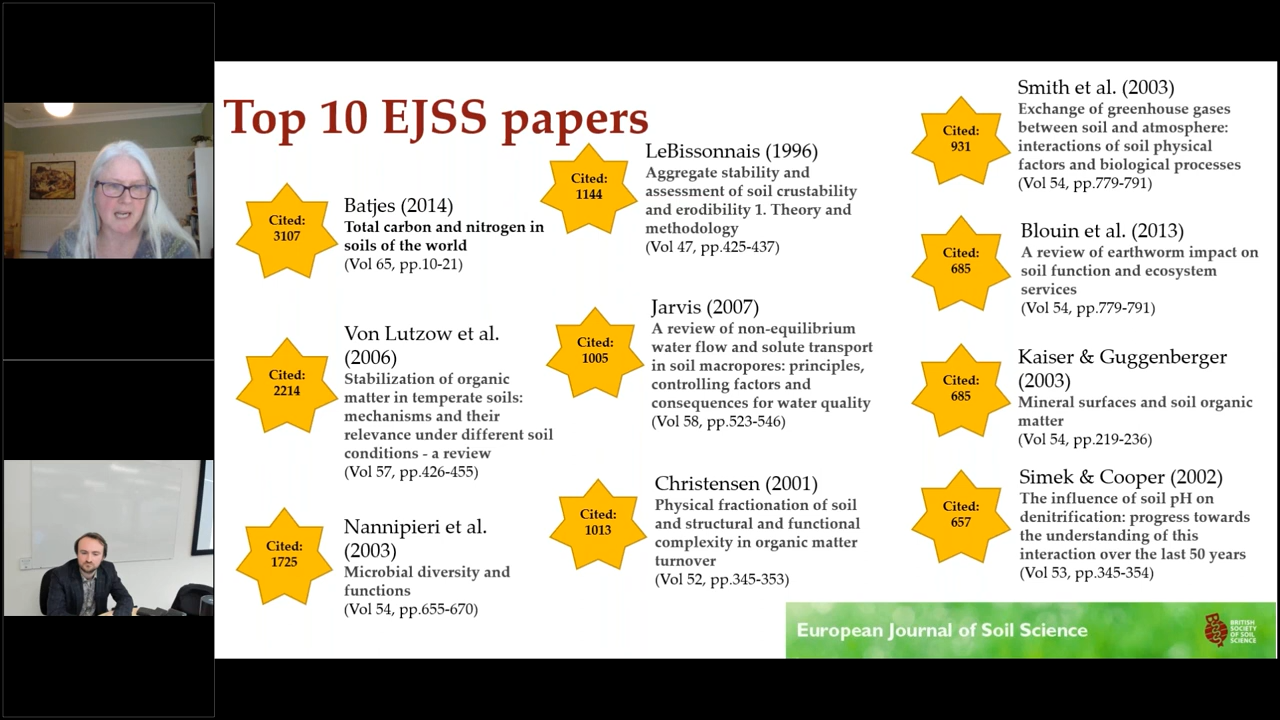 Top 10 EJSS papers
Cited:
3107
Batjes (2014)
Total carbon and nitrogen in
soils of the world
(Vol 65, pp.10-21)
Cited:
2214
Von Lutzow et al.
(2006)
Stabilization of organic
matter in temperate soils:
mechanisms and their
relevance under different soil
conditions - a review
(Vol 57, pp.426-455)
Cited:
1725
Nannipieri et al.
(2003)
Microbial diversity and
functions
(Vol 54, pp.655-670)
Cited:
1144
LeBissonnais (1996)
Aggregate stability and
assessment of soil crustability
and erodibility 1. Theory and
methodology
(Vol 47, pp.425-437)
Cited:
1005
Jarvis (2007)
A review of non-equilibrium
water flow and solute transport
in soil macropores: principles,
controlling factors and
consequences for water quality
(Vol 58, pp.523-546)
Cited:
1013
Christensen (2001)
Physical fractionation of soil
and structural and functional
complexity in organic matter
turnover
(Vol 52, pp.345-353)
Cited:
931
Smith et al. (2003)
Exchange of greenhouse gases
between soil and atmosphere:
interactions of soil physical
factors and biological processes
(Vol 54, pp.779-791)
Cited:
685
Blouin et al. (2013)
A review of earthworm impact on
soil function and ecosystem
services
(Vol 54, pp.779-791)
Cited:
685
Kaiser & Guggenberger
(2003)
Mineral surfaces and soil organic
matter
(Vol 54, pp.219-236)
Cited:
657
Simek & Cooper (2002)
The influence of soil pH on
denitrification: progress towards
the understanding of this
interaction over the last 50 years
(Vol 53, pp.345-354)
European Journal of Soil Science
BRITISH
SOCIETY
OF SOIL
SCIENCE